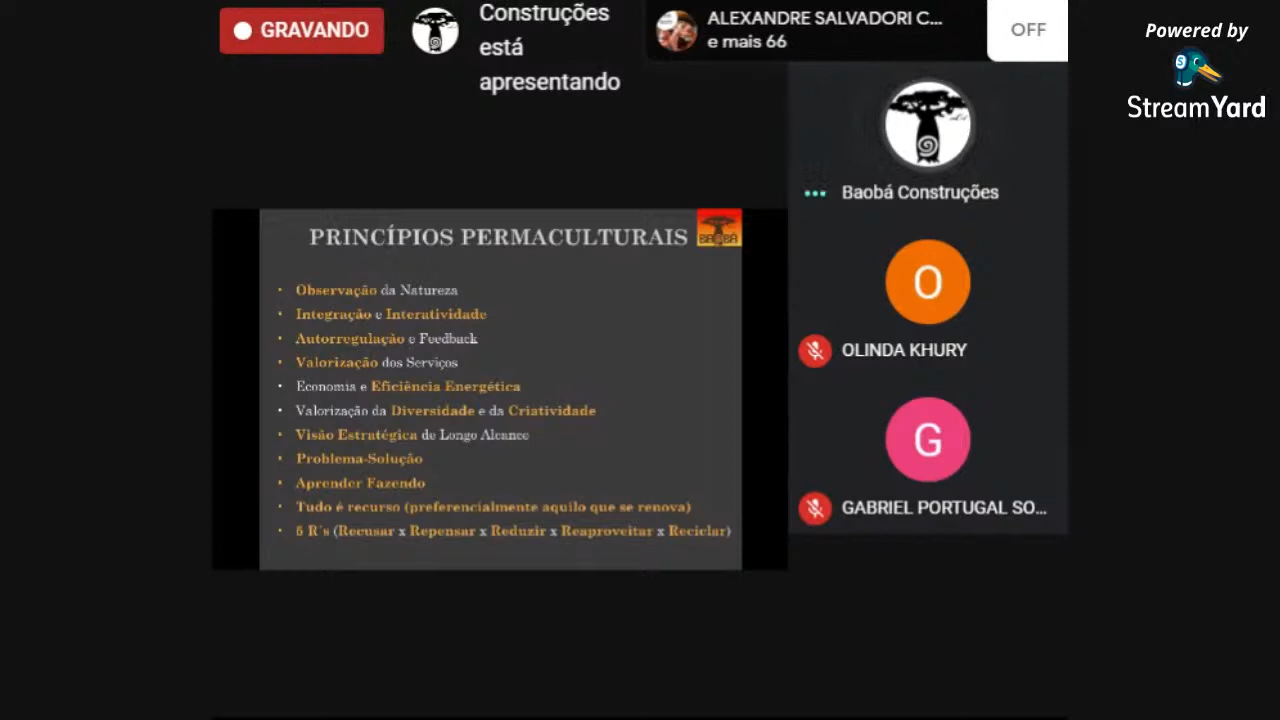 GRAVANDO
Construções
está
apresentando
ALEXANDRE SALVADORI C...
e mais 66
OFF
Powered by
StreamYard
Baobá Construções
OLINDA KHURY
GABRIEL PORTUGAL SO...
PRINCÍPIOS PERMACULTURAIS
BAOBÁ
• Observação da Natureza
• Integração e Interatividade
• Autorregulação e Feedback
• Valorização dos Serviços
• Economia e Eficiência Energética
• Valorização da Diversidade e da Criatividade
• Visão Estratégica de Longo Alcance
• Problema-Solução
• Aprender Fazendo
• Tudo é recurso (preferencialmente aquilo que se renova)
• 5 R´s (Recusar x Repensar x Reduzir x Reaproveitar x Reciclar)